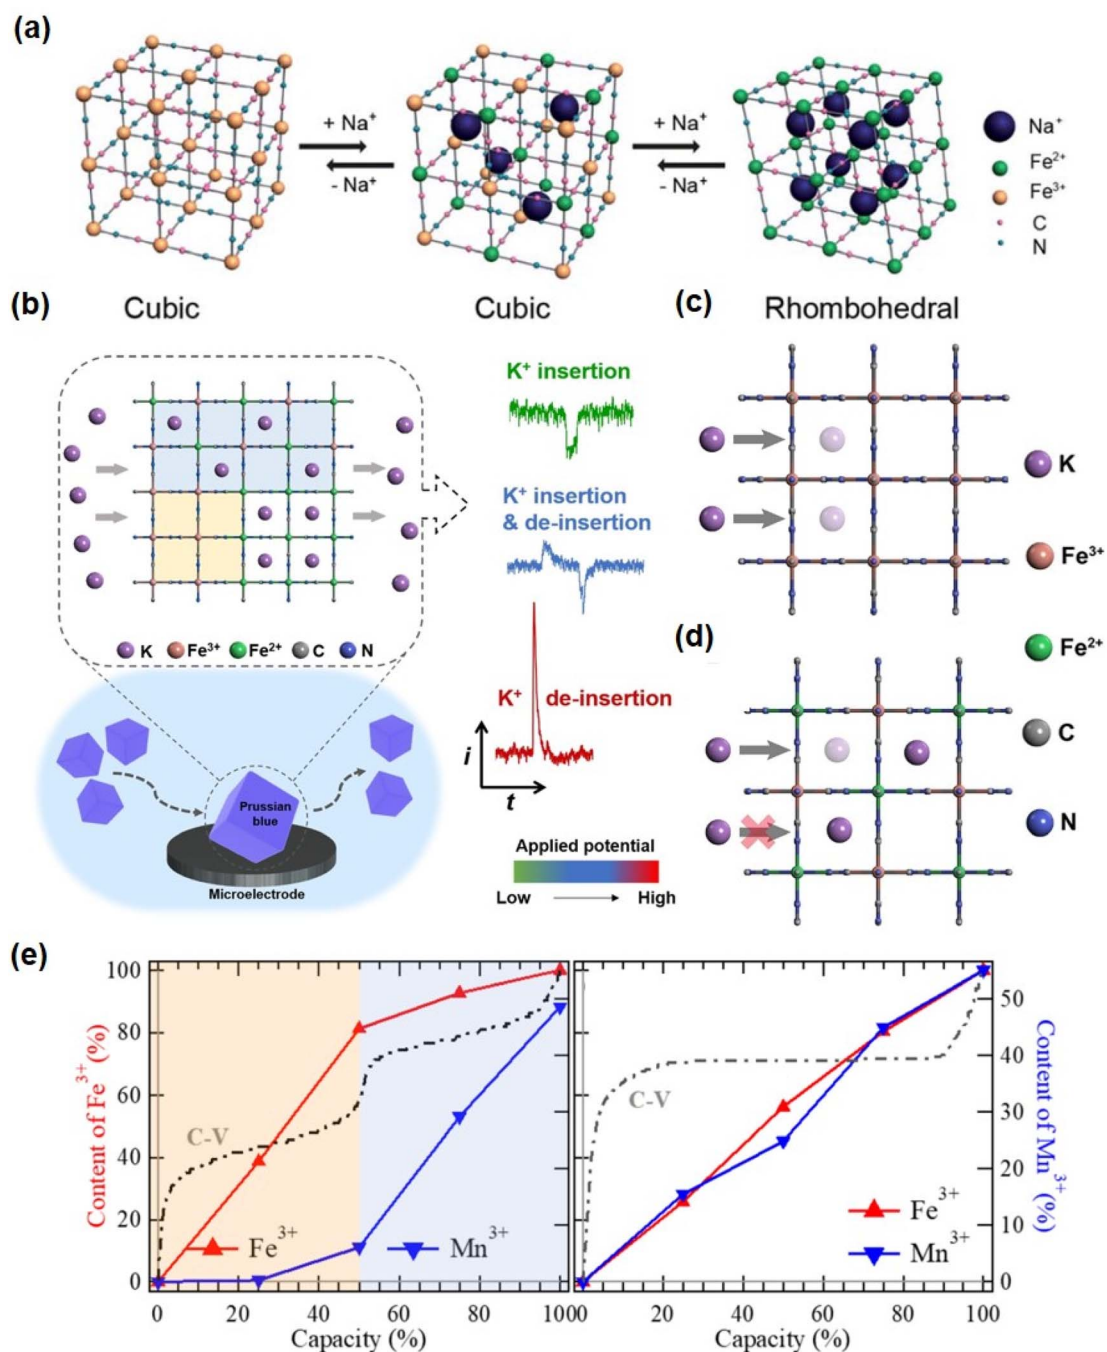 (a)
+ Na⁺
- Na⁺
+ Na⁺
- Na⁺
Na⁺
Fe²⁺
Fe³⁺
C
N
Cubic
Cubic
Rhombohedral
(b)
K⁺ insertion
K⁺ insertion
& de-insertion
K⁺ de-insertion
i
t
K
Fe³⁺
Fe²⁺
C
N
Prussian
blue
Microelectrode
Applied potential
Low
High
(c)
K
Fe³⁺
Fe²⁺
C
N
(d)
(e)
Content of Fe³⁺ (%)
100
80
60
40
20
0
C-V
Fe³⁺
Mn³⁺
0
20
40
60
80
100
Capacity (%)
C-V
Fe³⁺
Mn³⁺
0
20
40
60
80
100
Capacity (%)
50
40
30
20
10
0
Content of Mn³⁺ (%)